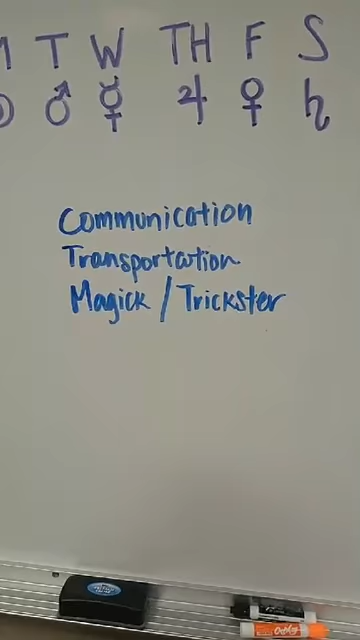 M T W TH F S
☽ ♂ ☿ ♃ ♀ ♄
Communication
Transportation
Magick / Trickster